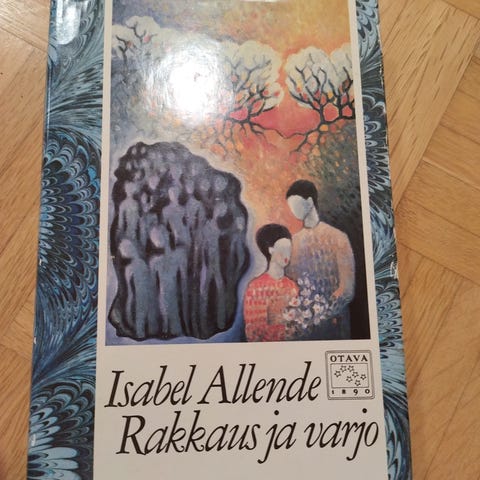 Isabel Allende
OTAVA
1890
Rakkaus ja varjo